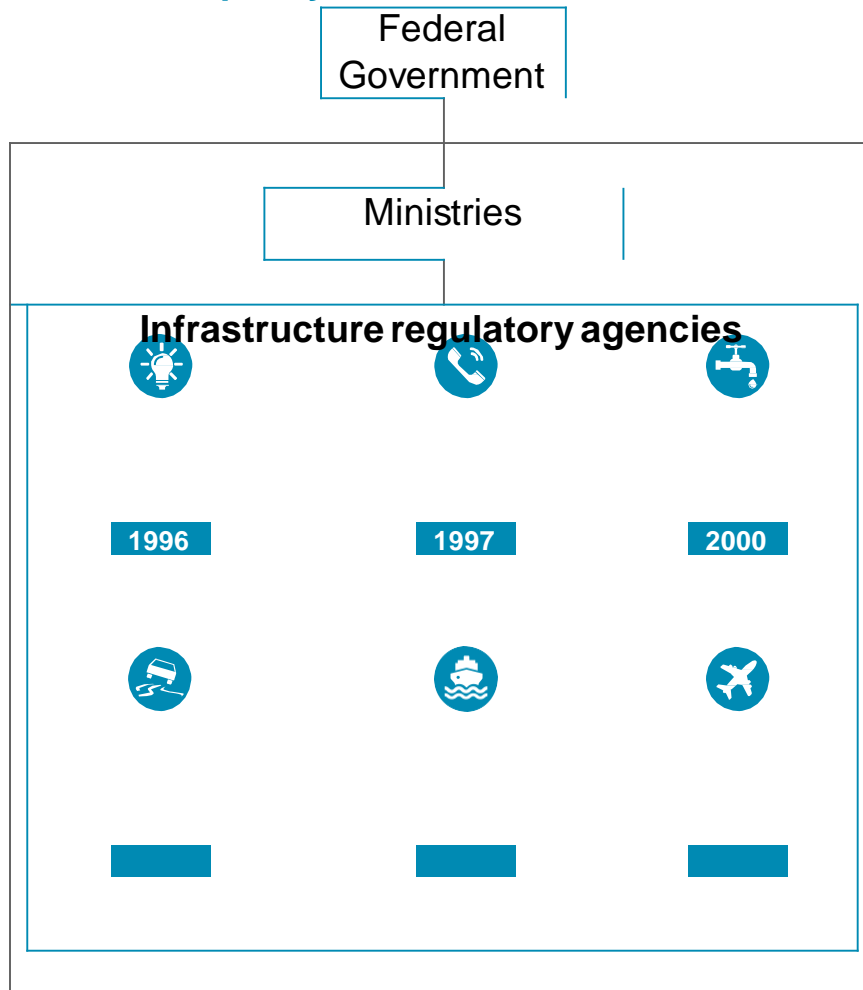 Federal
Government
Ministries
Infrastructure regulatory agencies
1996 1997 2000